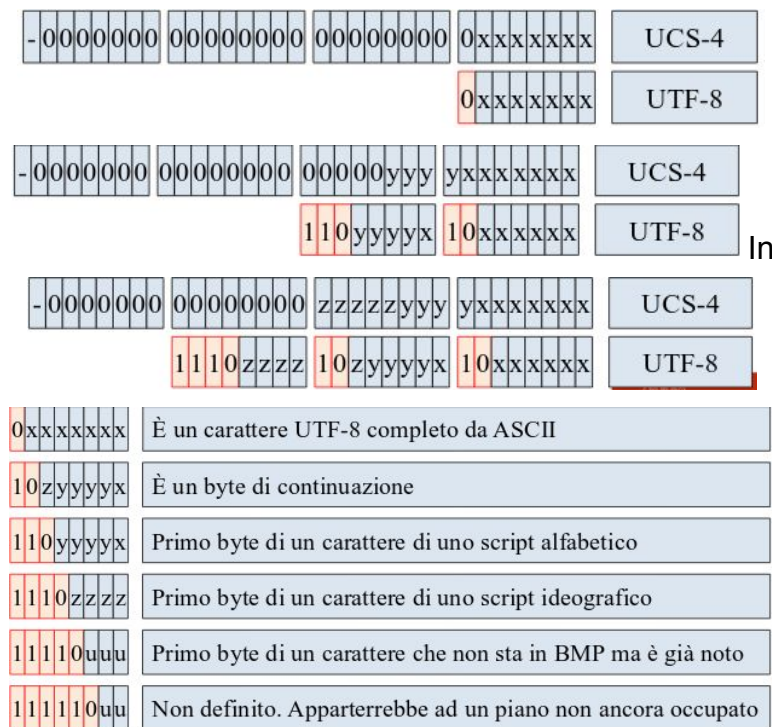 -0000000 00000000 00000000 0xxxxxxx UCS-4
0xxxxxxx UTF-8
-0000000 00000000 00000yyy yxxxxxxx UCS-4
110yyyyx 10xxxxxx UTF-8
In
-0000000 00000000 zzzzzyyy yxxxxxxx UCS-4
1110zzzz 10zyyyyx 10xxxxxx UTF-8
0xxxxxxx È un carattere UTF-8 completo da ASCII
10zyyyyx È un byte di continuazione
110yyyyx Primo byte di un carattere di uno script alfabetico
1110zzzz Primo byte di un carattere di uno script ideografico
11110uuu Primo byte di un carattere che non sta in BMP ma è già noto
111110uu Non definito. Apparterrebbe ad un piano non ancora occupato